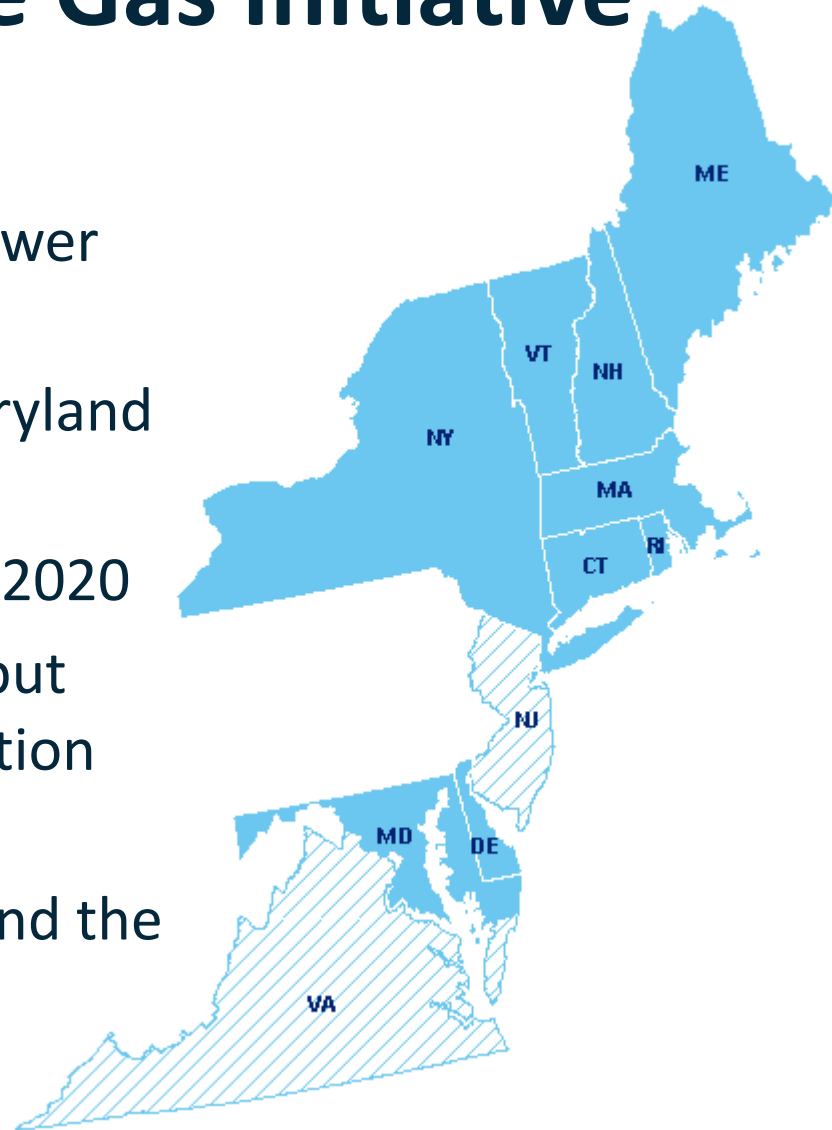 e Gas Initiative
wer
ryland
2020
out
tion
nd the
ME
VT
NH
NY
MA
RI
CT
NJ
MD
DE
VA